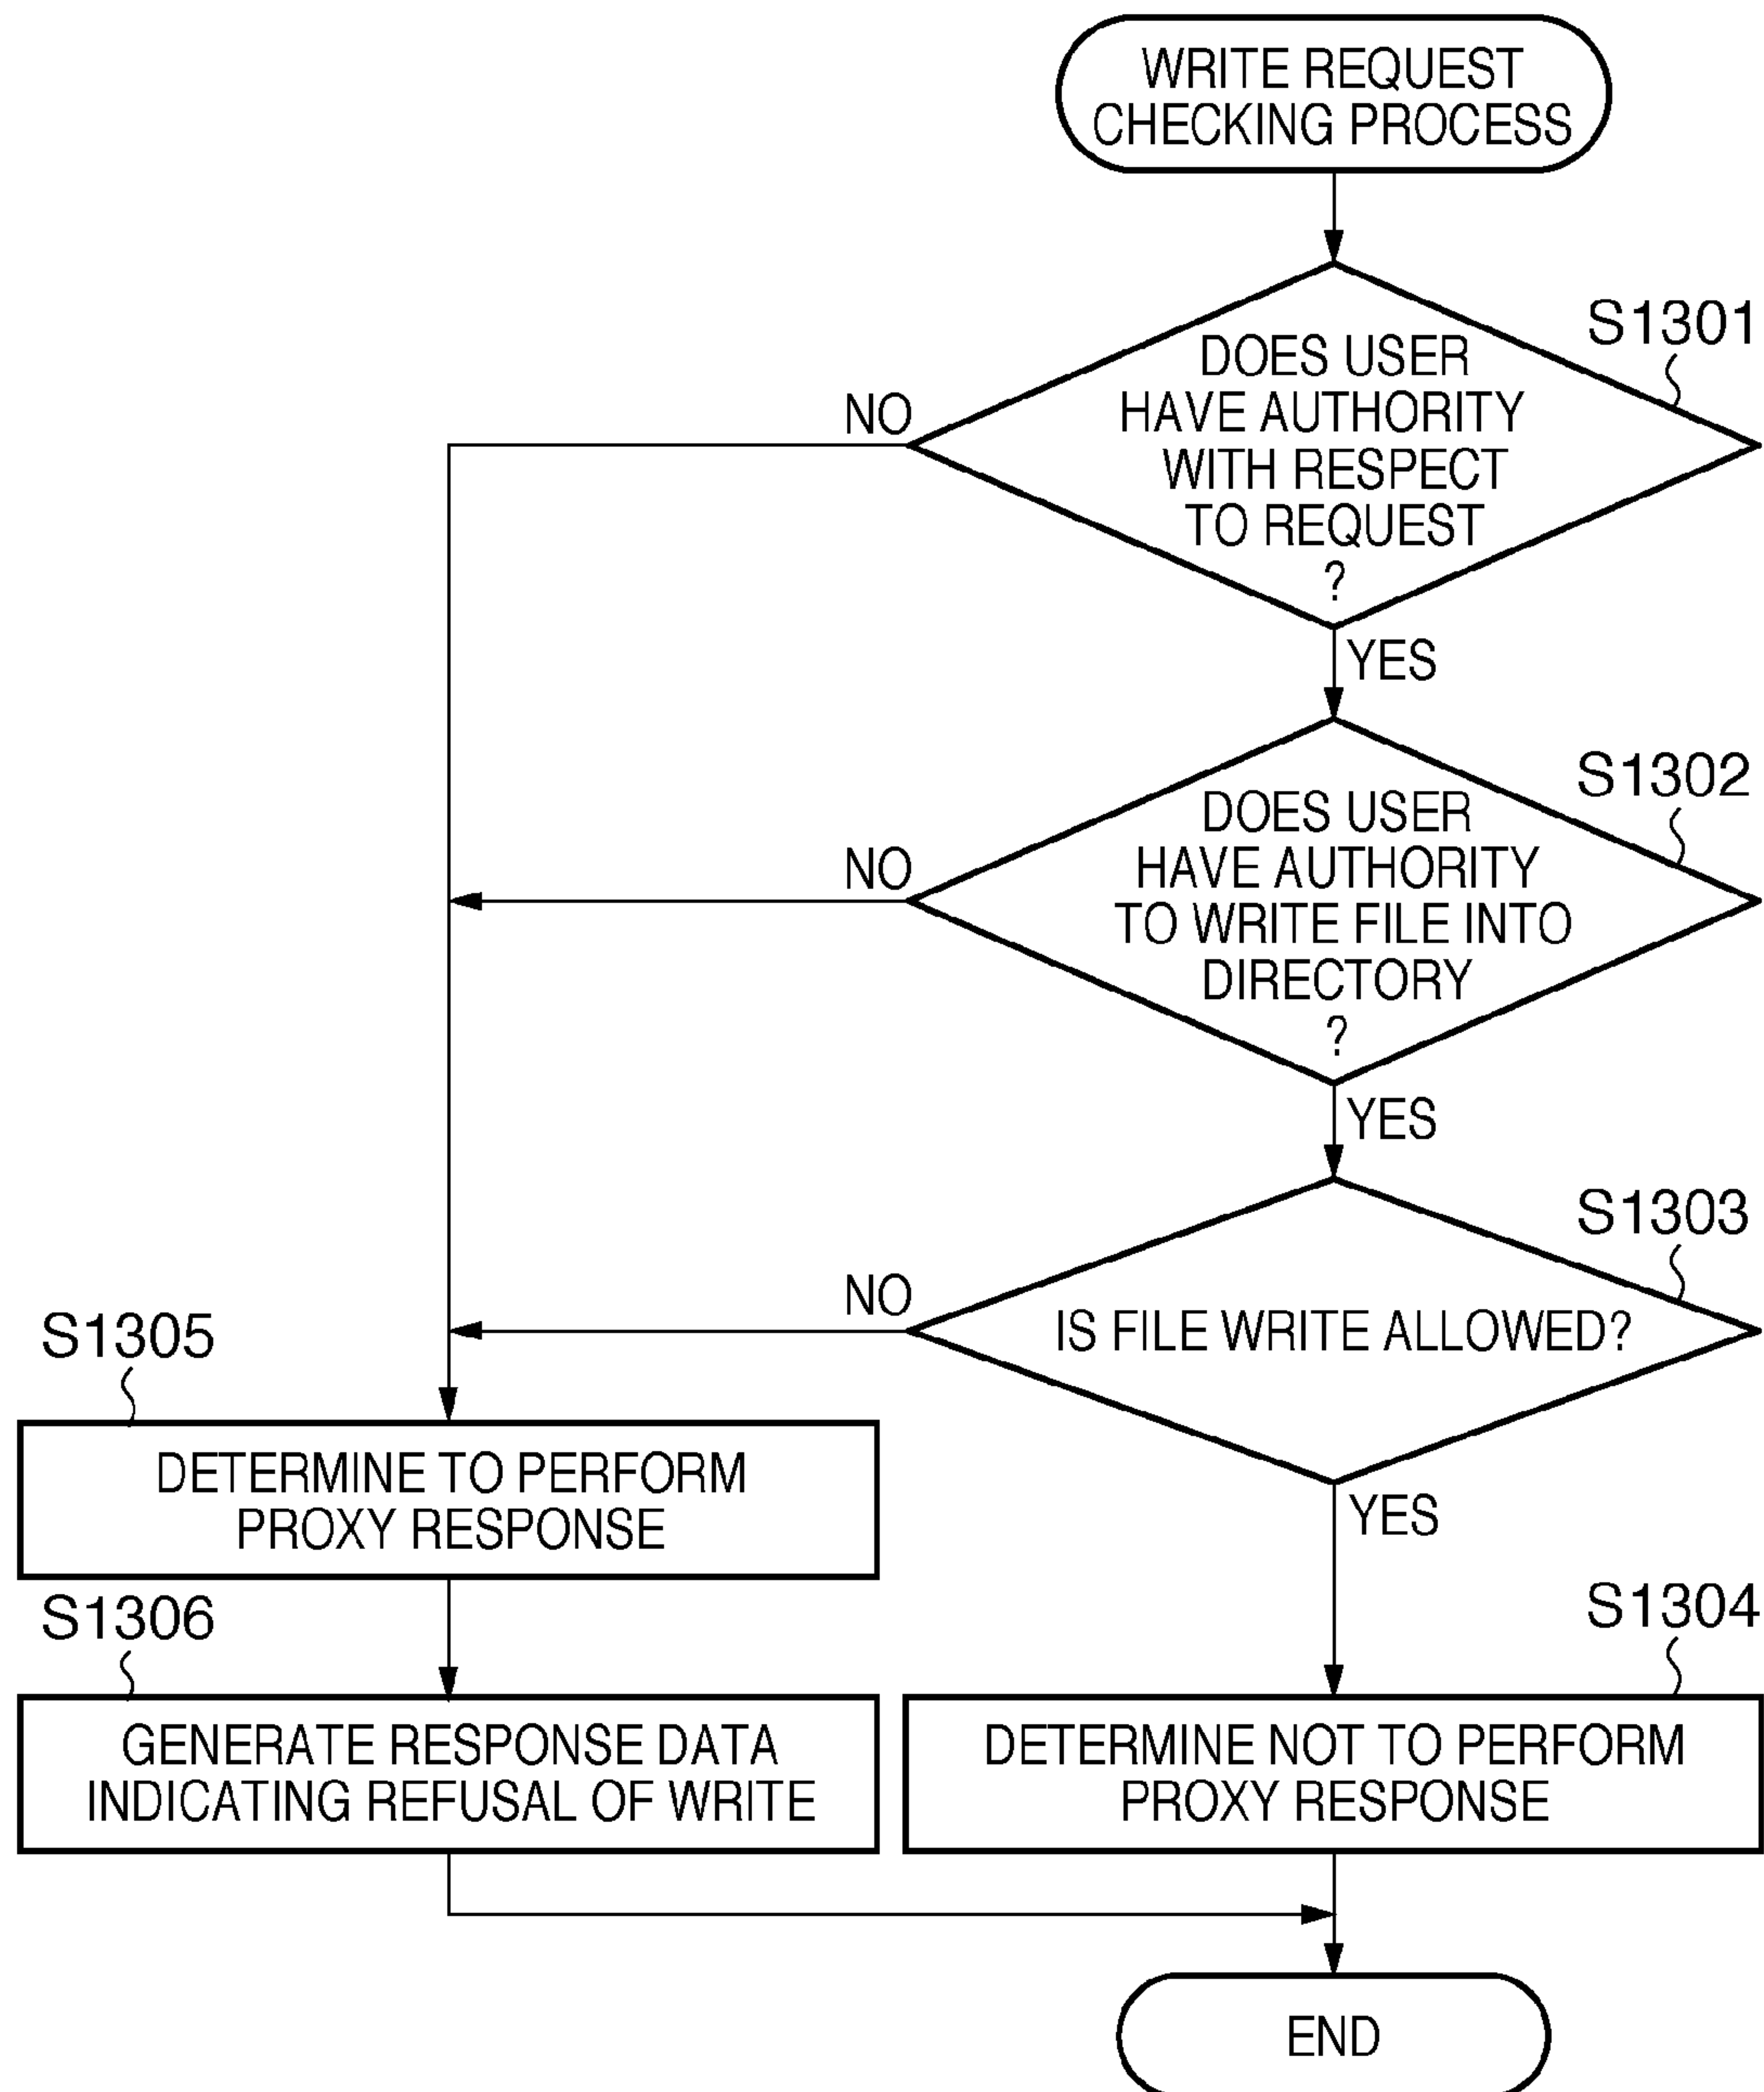 WRITE REQUEST
CHECKING PROCESS
S1301
DOES USER
HAVE AUTHORITY
WITH RESPECT
TO REQUEST
?
NO
YES
S1302
DOES USER
HAVE AUTHORITY
TO WRITE FILE INTO
DIRECTORY
?
NO
YES
S1303
IS FILE WRITE ALLOWED?
NO
YES
S1305
DETERMINE TO PERFORM
PROXY RESPONSE
S1306
GENERATE RESPONSE DATA
INDICATING REFUSAL OF WRITE
S1304
DETERMINE NOT TO PERFORM
PROXY RESPONSE
END